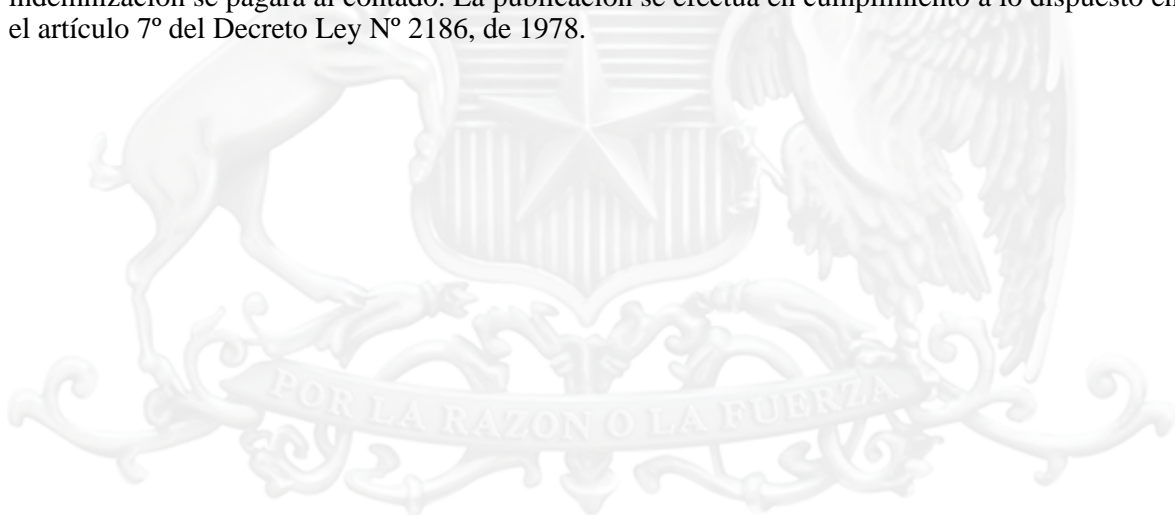 indemnización se pagará al contado. La publicación se efectúa en cumplimiento a lo dispuesto en
el artículo 7º del Decreto Ley Nº 2186, de 1978.
POR LA RAZON O LA FUERZA